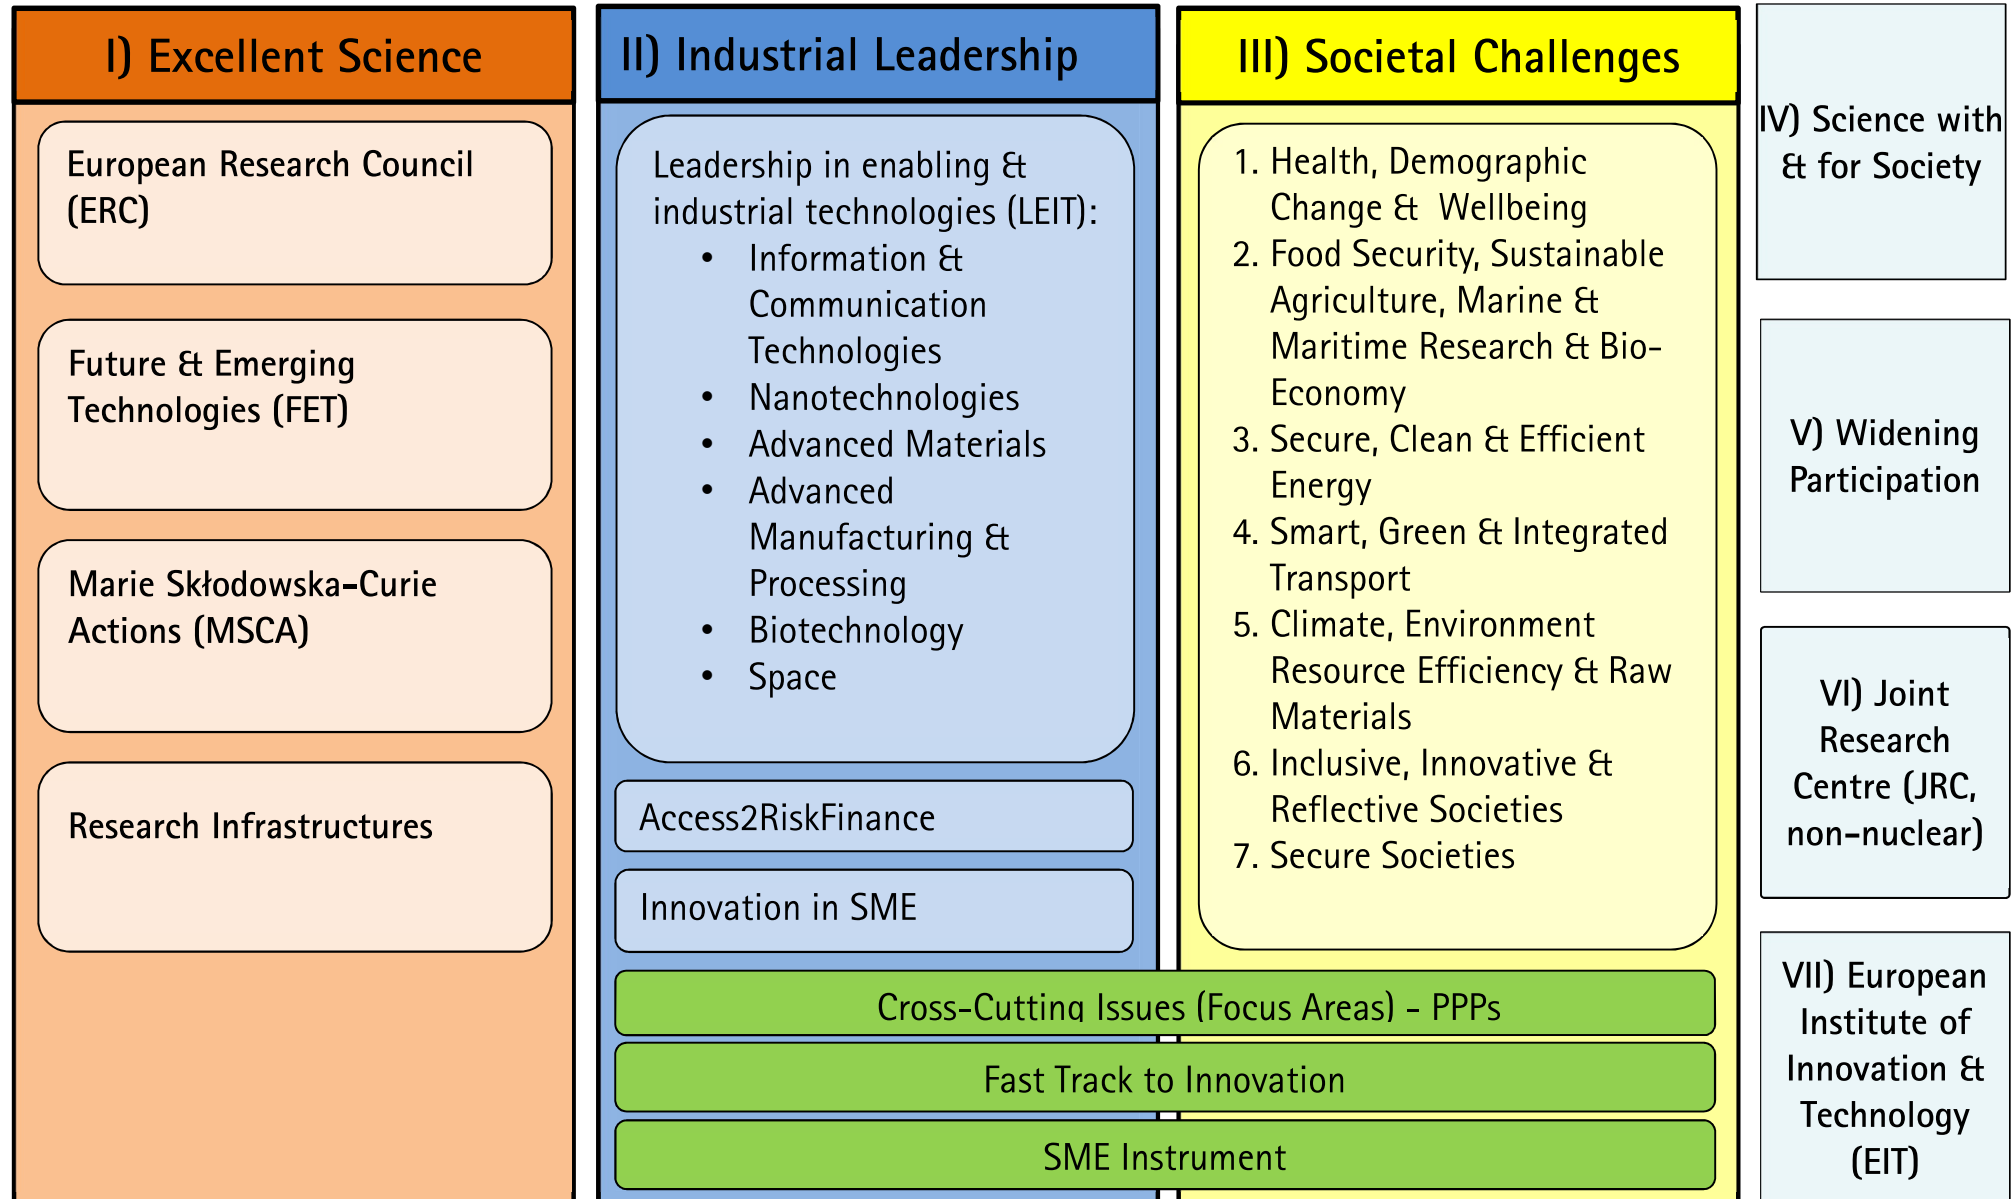 I) Excellent Science
European Research Council
(ERC)
Future & Emerging
Technologies (FET)
Marie Skłodowska-Curie
Actions (MSCA)
Research Infrastructures
II) Industrial Leadership
Leadership in enabling &
industrial technologies (LEIT):
• Information &
Communication
Technologies
• Nanotechnologies
• Advanced Materials
• Advanced
Manufacturing &
Processing
• Biotechnology
• Space
Access2RiskFinance
Innovation in SME
III) Societal Challenges
1. Health, Demographic
Change & Wellbeing
2. Food Security, Sustainable
Agriculture, Marine &
Maritime Research & Bio-
Economy
3. Secure, Clean & Efficient
Energy
4. Smart, Green & Integrated
Transport
5. Climate, Environment
Resource Efficiency & Raw
Materials
6. Inclusive, Innovative &
Reflective Societies
7. Secure Societies
Cross-Cutting Issues (Focus Areas) - PPPs
Fast Track to Innovation
SME Instrument
IV) Science with
& for Society
V) Widening
Participation
VI) Joint
Research
Centre (JRC,
non-nuclear)
VII) European
Institute of
Innovation &
Technology
(EIT)